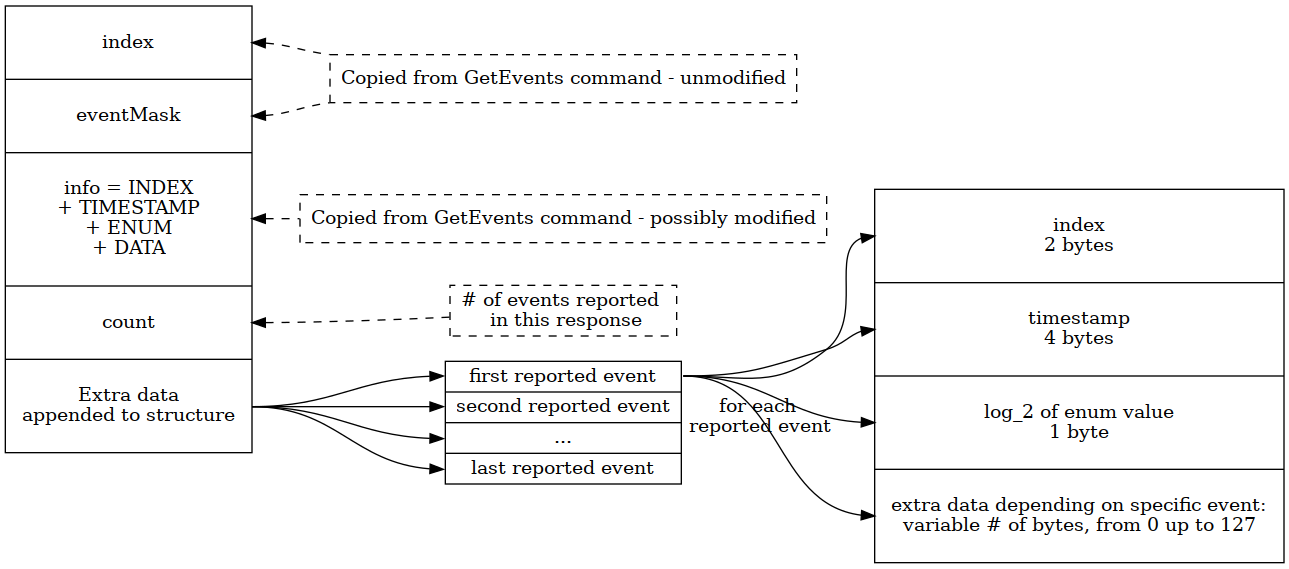 index
eventMask
info = INDEX
+ TIMESTAMP
+ ENUM
+ DATA
count
Extra data
appended to structure
Copied from GetEvents command - unmodified
Copied from GetEvents command - possibly modified
# of events reported
in this response
first reported event
second reported event
...
last reported event
for each
reported event
index
2 bytes
timestamp
4 bytes
log_2 of enum value
1 byte
extra data depending on specific event:
variable # of bytes, from 0 up to 127